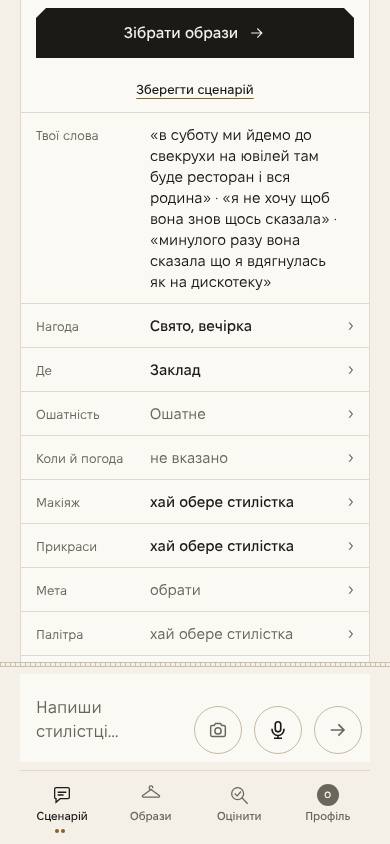 Зібрати образи →
Зберегти сценарій
Твої слова
«в суботу ми йдемо до
свекрухи на ювілей там
буде ресторан і вся
родина» · «я не хочу щоб
вона знов щось сказала» ·
«минулого разу вона
сказала що я вдягнулась
як на дискотеку»
Нагода Свято, вечірка
Де Заклад
Ошатність Ошатне
Коли й погода не вказано
Макіяж хай обере стилістка
Прикраси хай обере стилістка
Мета обрати
Палітра хай обере стилістка
Напиши
стилістці...
Сценарій Образи Оцінити О Профіль